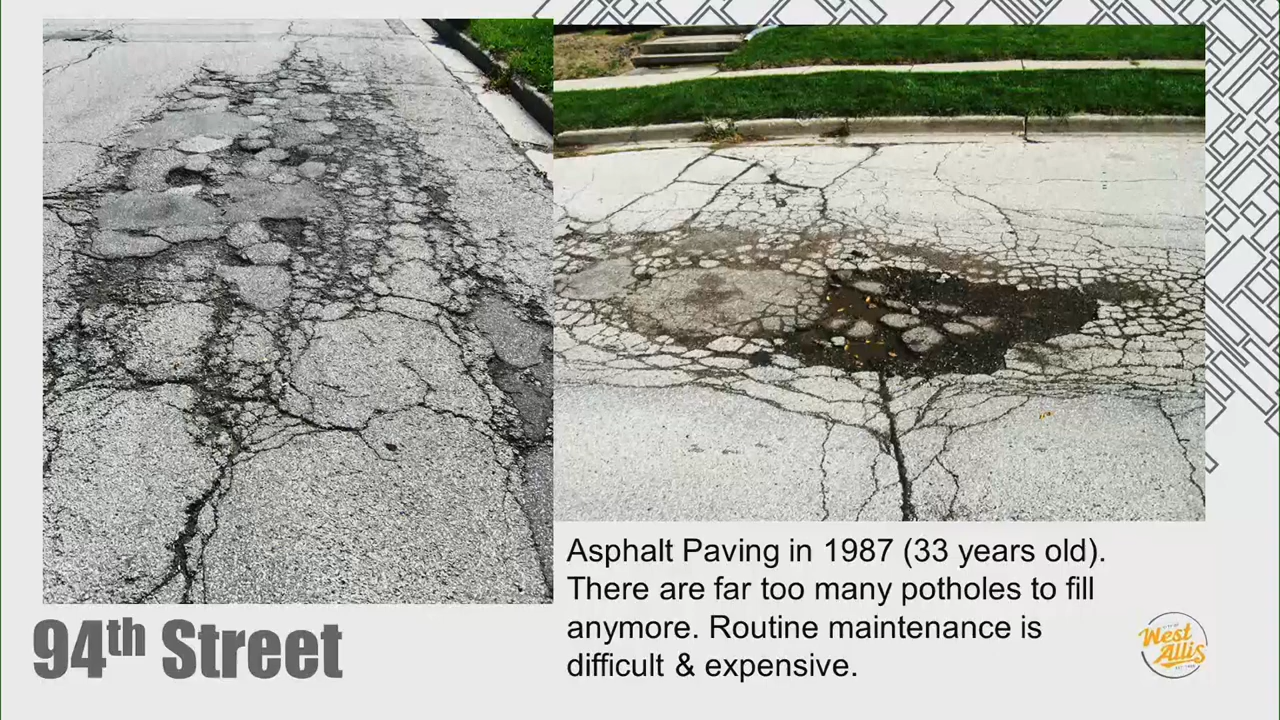 Asphalt Paving in 1987 (33 years old).
There are far too many potholes to fill
anymore. Routine maintenance is
difficult & expensive.
94th Street
West
Allis